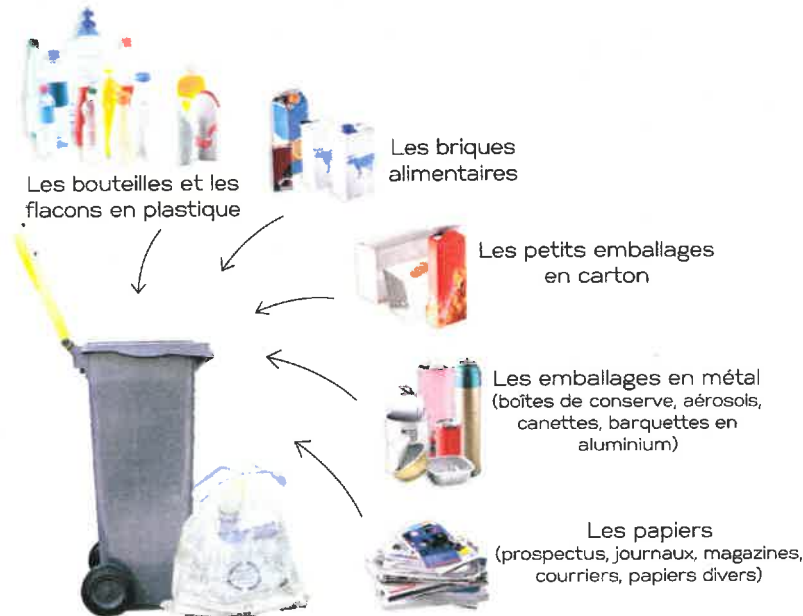 Les bouteilles et les
flacons en plastique
Les briques
alimentaires
Les petits emballages
en carton
Les emballages en métal
(boîtes de conserve, aérosols,
canettes, barquettes en
aluminium)
Les papiers
(prospectus, journaux, magazines,
courriers, papiers divers)